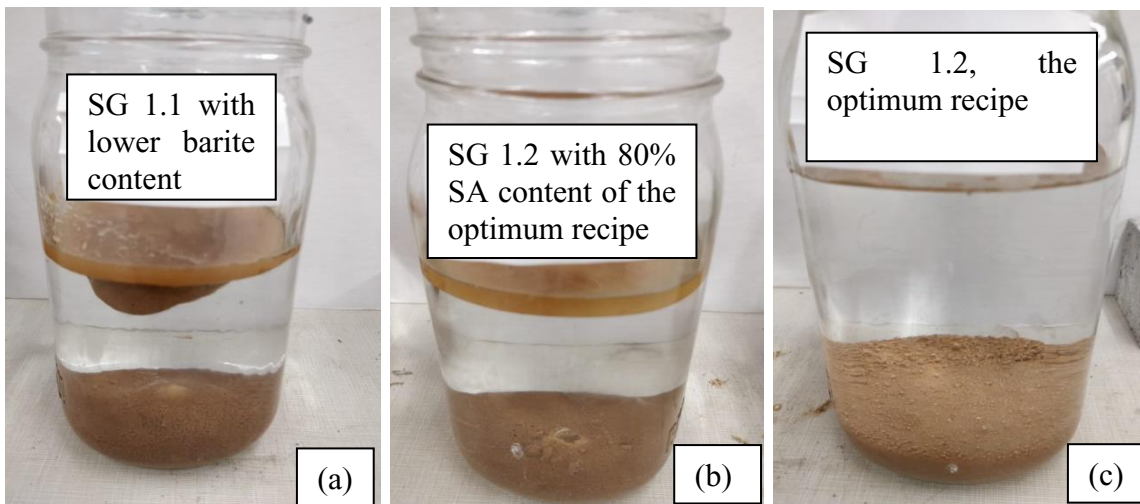 SG 1.1 with
lower barite
content
(a)
SG 1.2 with 80%
SA content of the
optimum recipe
(b)
SG 1.2, the
optimum recipe
(c)